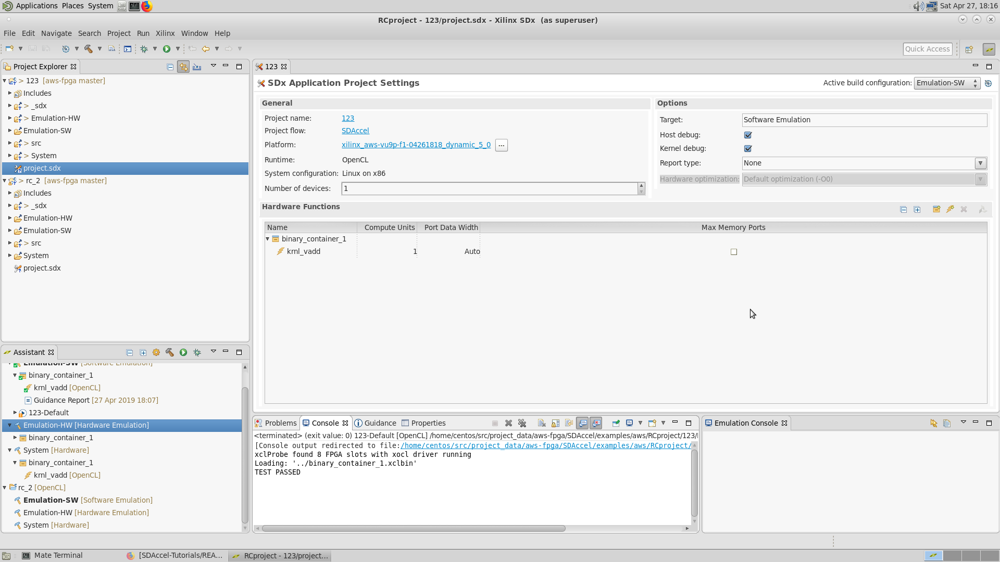 Applications Places System
Sat Apr 27, 18:16
RCproject - 123/project.sdx - Xilinx SDx (as superuser)
File Edit Navigate Search Project Run Xilinx Window Help
Quick Access
Project Explorer
> 123 [aws-fpga master]
Includes
> _sdx
> Emulation-HW
Emulation-SW
> src
> System
project.sdx
> rc_2 [aws-fpga master]
Includes
> _sdx
Emulation-HW
Emulation-SW
> src
System
project.sdx
123
SDx Application Project Settings
Active build configuration: Emulation-SW
General
Project name: 123
Project flow: SDAccel
Platform: xilinx_aws-vu9p-f1-04261818_dynamic_5_0 ...
Runtime: OpenCL
System configuration: Linux on x86
Number of devices: 1
Options
Target: Software Emulation
Host debug:
Kernel debug:
Report type: None
Hardware optimization: Default optimization (-O0)
Hardware Functions
Name Compute Units Port Data Width Max Memory Ports
binary_container_1
krnl_vadd 1 Auto
Assistant
Emulation-SW [Software Emulation]
binary_container_1
krnl_vadd [OpenCL]
Guidance Report [27 Apr 2019 18:07]
123-Default
Emulation-HW [Hardware Emulation]
binary_container_1
System [Hardware]
binary_container_1
krnl_vadd [OpenCL]
rc_2 [OpenCL]
Emulation-SW [Software Emulation]
Emulation-HW [Hardware Emulation]
System [Hardware]
Problems Console Guidance Properties
<terminated> (exit value: 0) 123-Default [OpenCL] /home/centos/src/project_data/aws-fpga/SDAccel/examples/aws/RCproject/123/
[Console output redirected to file:/home/centos/src/project_data/aws-fpga/SDAccel/examples/aws/RCproject/
xclProbe found 8 FPGA slots with xocl driver running
Loading: '../binary_container_1.xclbin'
TEST PASSED
Emulation Console
Mate Terminal
[SDAccel-Tutorials/REA...
RCproject - 123/project...